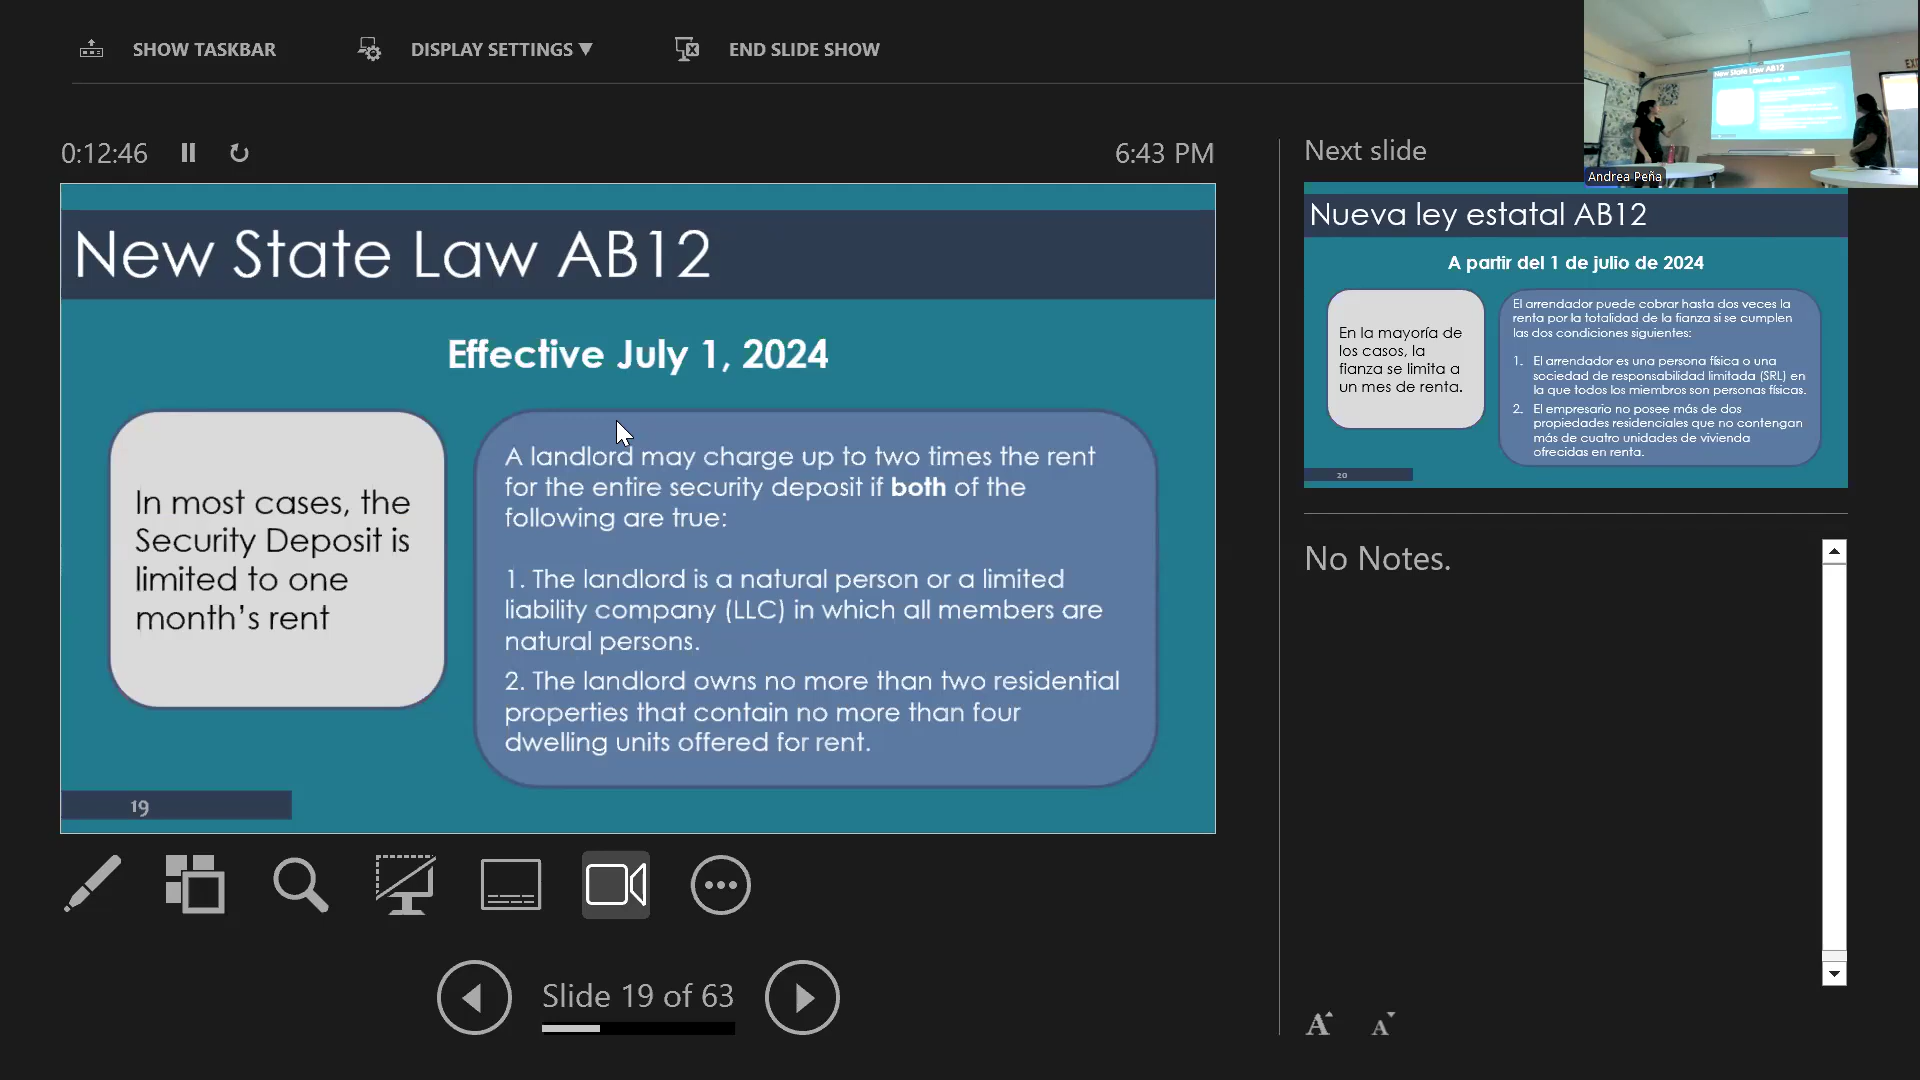 SHOW TASKBAR
DISPLAY SETTINGS ▼
END SLIDE SHOW
0:12:46
6:43 PM
New State Law AB12
Effective July 1, 2024
In most cases, the
Security Deposit is
limited to one
month's rent
A landlord may charge up to two times the rent
for the entire security deposit if both of the
following are true:
1. The landlord is a natural person or a limited
liability company (LLC) in which all members are
natural persons.
2. The landlord owns no more than two residential
properties that contain no more than four
dwelling units offered for rent.
19
Slide 19 of 63
Next slide
New State Law AB12
Andrea Peña
Nueva ley estatal AB12
A partir del 1 de julio de 2024
En la mayoría de
los casos, la
fianza se limita a
un mes de renta.
El arrendador puede cobrar hasta dos veces la
renta por la totalidad de la fianza si se cumplen
las dos condiciones siguientes:
1. El arrendador es una persona física o una
sociedad de responsabilidad limitada (SRL) en
la que todos los miembros son personas físicas.
2. El empresario no posee más de dos
propiedades residenciales que no contengan
más de cuatro unidades de vivienda
ofrecidas en renta.
20
No Notes.
A A